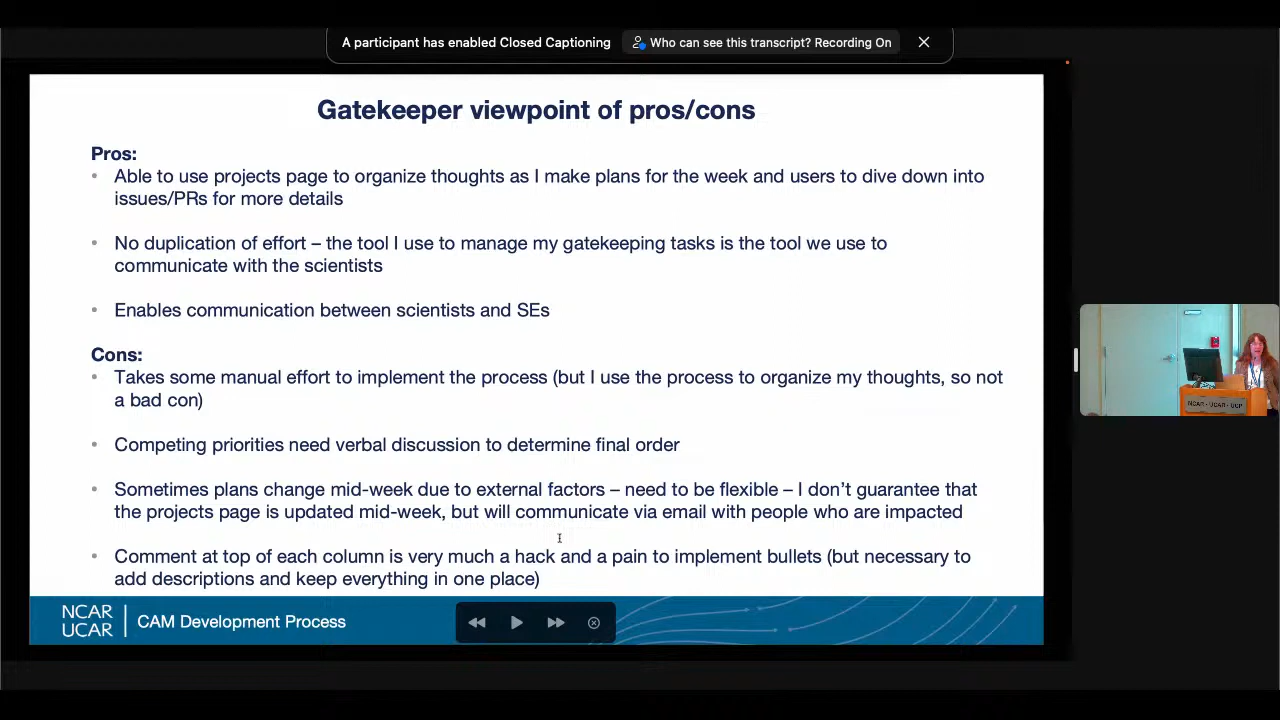 A participant has enabled Closed Captioning
Who can see this transcript? Recording On
Gatekeeper viewpoint of pros/cons
Pros:
• Able to use projects page to organize thoughts as I make plans for the week and users to dive down into
issues/PRs for more details
• No duplication of effort – the tool I use to manage my gatekeeping tasks is the tool we use to
communicate with the scientists
• Enables communication between scientists and SEs
Cons:
• Takes some manual effort to implement the process (but I use the process to organize my thoughts, so not
a bad con)
• Competing priorities need verbal discussion to determine final order
• Sometimes plans change mid-week due to external factors – need to be flexible – I don’t guarantee that
the projects page is updated mid-week, but will communicate via email with people who are impacted
• Comment at top of each column is very much a hack and a pain to implement bullets (but necessary to
add descriptions and keep everything in one place)
NCAR
UCAR
CAM Development Process
NCAR • UCAR • UCP